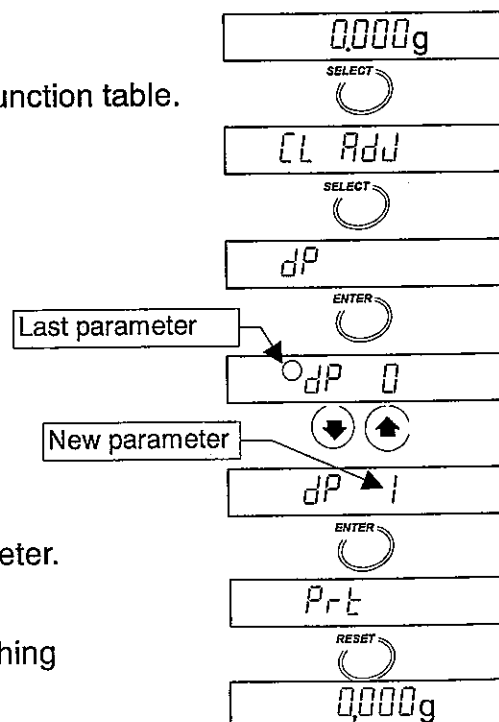 0.000g
SELECT
unction table.
CL AdJ
SELECT
dP
ENTER
Last parameter
dP 0
New parameter
dP 1
ENTER
eter.
Prt
RESET
hing
0,000g